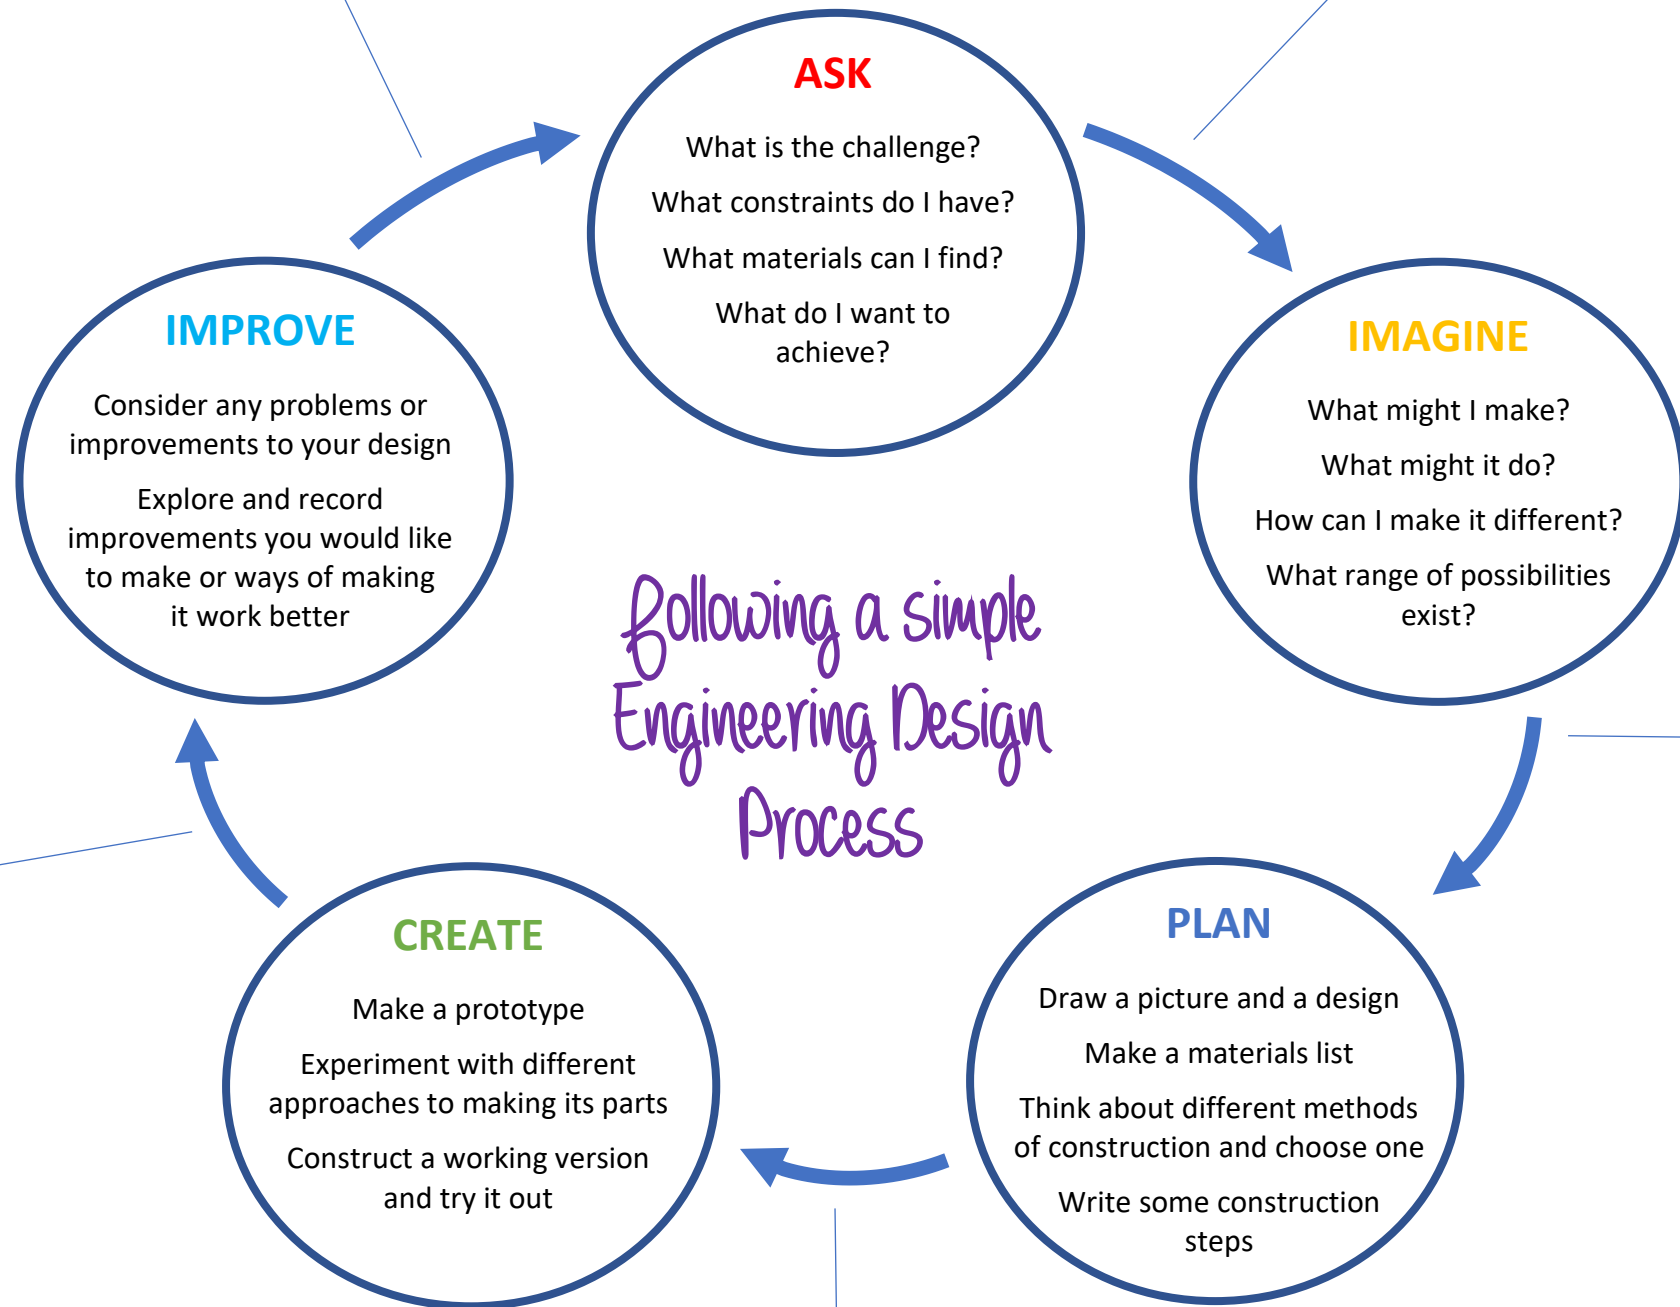 ASK
What is the challenge?
What constraints do I have?
What materials can I find?
What do I want to
achieve?
IMAGINE
What might I make?
What might it do?
How can I make it different?
What range of possibilities
exist?
PLAN
Draw a picture and a design
Make a materials list
Think about different methods
of construction and choose one
Write some construction
steps
CREATE
Make a prototype
Experiment with different
approaches to making its parts
Construct a working version
and try it out
IMPROVE
Consider any problems or
improvements to your design
Explore and record
improvements you would like
to make or ways of making
it work better
following a simple
Engineering Design
Process